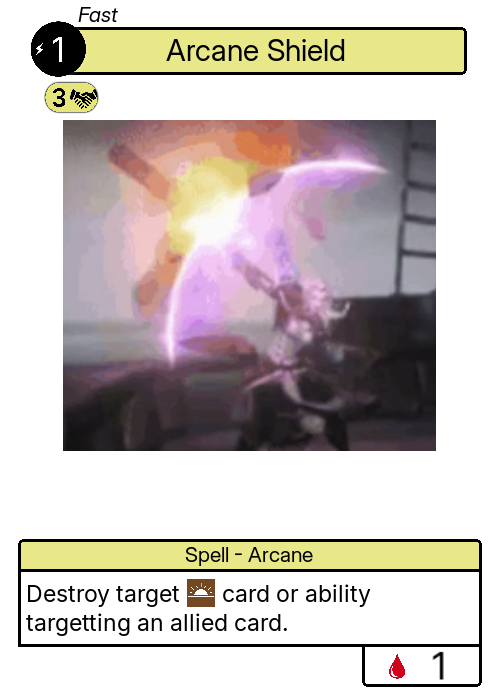 Fast
1
Arcane Shield
3
Spell - Arcane
Destroy target card or ability
targetting an allied card.
1